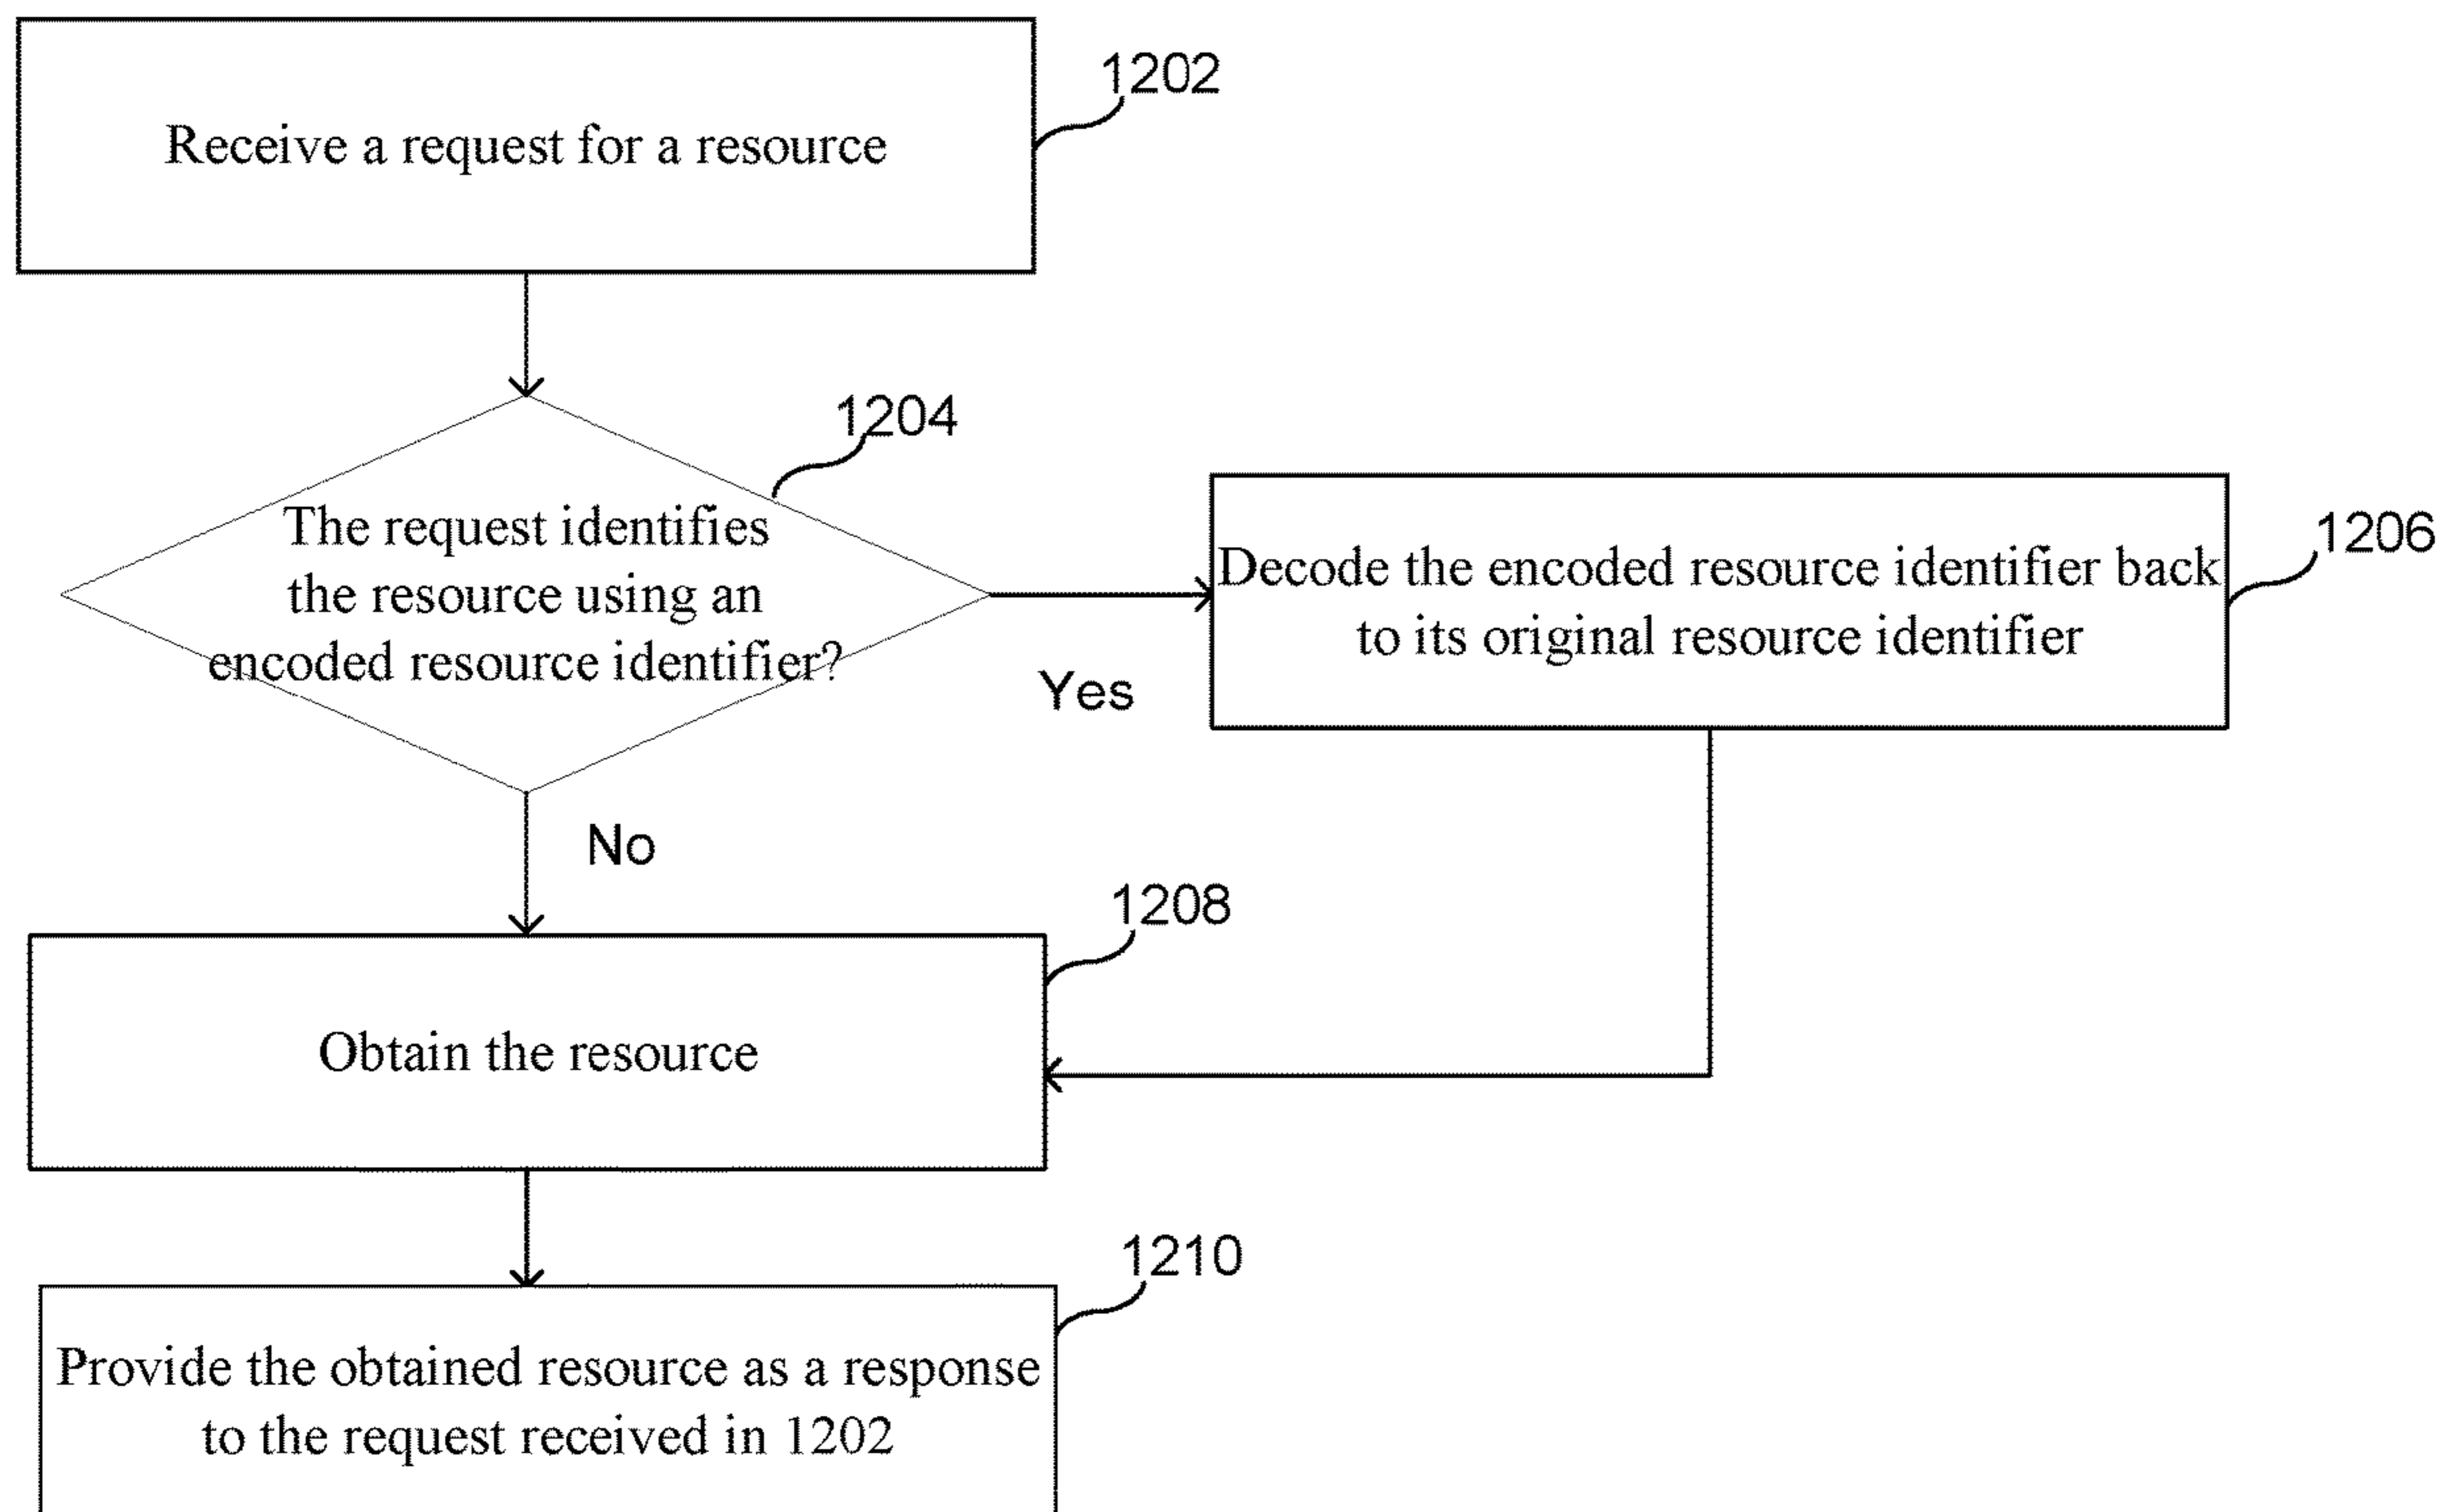 Receive a request for a resource
1202
The request identifies
the resource using an
encoded resource identifier?
1204
Yes
Decode the encoded resource identifier back
to its original resource identifier
1206
No
Obtain the resource
1208
Provide the obtained resource as a response
to the request received in 1202
1210